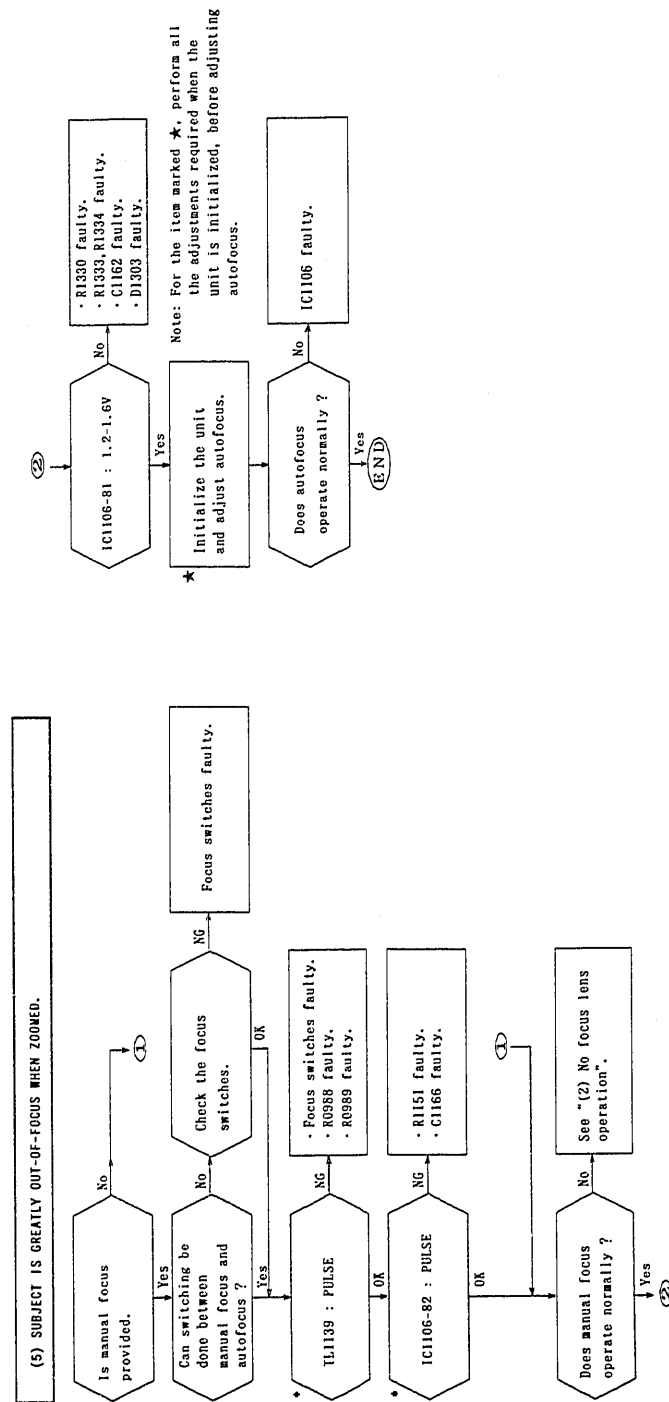 (5) SUBJECT IS GREATLY OUT-OF-FOCUS WHEN ZOOMED.
Is manual focus
provided.
No
①
Yes
Can switching be
done between
manual focus and
autofocus ?
No
Check the focus
switches.
NG
Focus switches faulty.
OK
Yes
TL1139 : PULSE
NG
· Focus switches faulty.
· R0988 faulty.
· R0989 faulty.
OK
IC1106-82 : PULSE
NG
· R1151 faulty.
· C1166 faulty.
OK
①
Does manual focus
operate normally ?
No
See "(2) No focus lens
operation".
Yes
②
②
IC1106-81 : 1.2-1.6V
No
· R1330 faulty.
· R1333,R1334 faulty.
· C1162 faulty.
· D1303 faulty.
Yes
★
Initialize the unit
and adjust autofocus.
Note: For the item marked ★, perform all
the adjustments required when the
unit is initialized, before adjusting
autofocus.
Does autofocus
operate normally ?
No
IC1106 faulty.
Yes
END